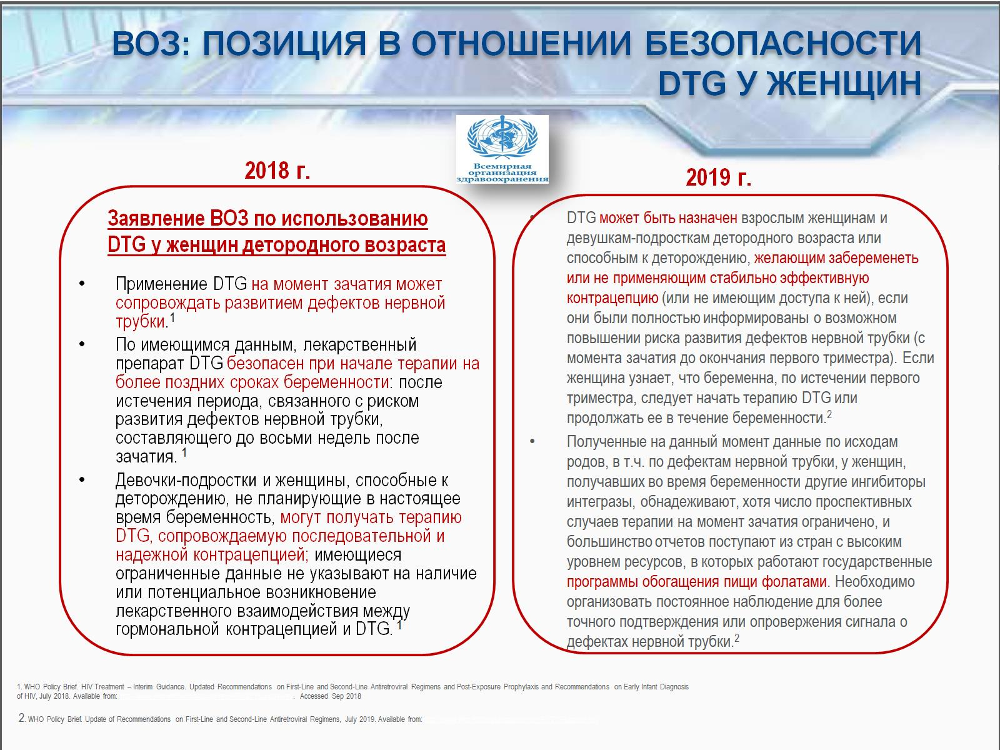 ВОЗ: ПОЗИЦИЯ В ОТНОШЕНИИ БЕЗОПАСНОСТИ
DTG У ЖЕНЩИН
Всемирная
организация
здравоохранения
2018 г.
Заявление ВОЗ по использованию
DTG у женщин детородного возраста
• Применение DTG на момент зачатия может
сопровождать развитием дефектов нервной
трубки.1
• По имеющимся данным, лекарственный
препарат DTG безопасен при начале терапии на
более поздних сроках беременности: после
истечения периода, связанного с риском
развития дефектов нервной трубки,
составляющего до восьми недель после
зачатия. 1
• Девочки-подростки и женщины, способные к
деторождению, не планирующие в настоящее
время беременность, могут получать терапию
DTG, сопровождаемую последовательной и
надежной контрацепцией; имеющиеся
ограниченные данные не указывают на наличие
или потенциальное возникновение
лекарственного взаимодействия между
гормональной контрацепцией и DTG. 1
2019 г.
• DTG может быть назначен взрослым женщинам и
девушкам-подросткам детородного возраста или
способным к деторождению, желающим забеременеть
или не применяющим стабильно эффективную
контрацепцию (или не имеющим доступа к ней), если
они были полностью информированы о возможном
повышении риска развития дефектов нервной трубки (с
момента зачатия до окончания первого триместра). Если
женщина узнает, что беременна, по истечении первого
триместра, следует начать терапию DTG или
продолжать ее в течение беременности.2
• Полученные на данный момент данные по исходам
родов, в т.ч. по дефектам нервной трубки, у женщин,
получавших во время беременности другие ингибиторы
интегразы, обнадеживают, хотя число проспективных
случаев терапии на момент зачатия ограничено, и
большинство отчетов поступают из стран с высоким
уровнем ресурсов, в которых работают государственные
программы обогащения пищи фолатами. Необходимо
организовать постоянное наблюдение для более
точного подтверждения или опровержения сигнала о
дефектах нервной трубки.2
1. WHO Policy Brief. HIV Treatment – Interim Guidance. Updated Recommendations on First-Line and Second-Line Antiretroviral Regimens and Post-Exposure Prophylaxis and Recommendations on Early Infant Diagnosis
of HIV, July 2018. Available from: . Accessed Sep 2018
2. WHO Policy Brief. Update of Recommendations on First-Line and Second-Line Antiretroviral Regimens, July 2019. Available from: